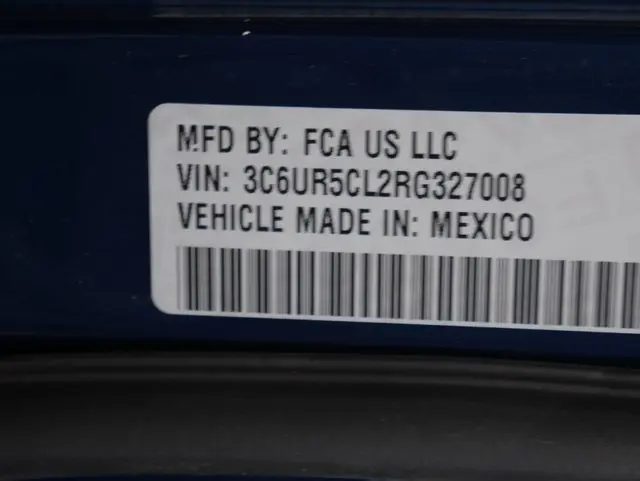 MFD BY: FCA US LLC
VIN: 3C6UR5CL2RG327008
VEHICLE MADE IN: MEXICO